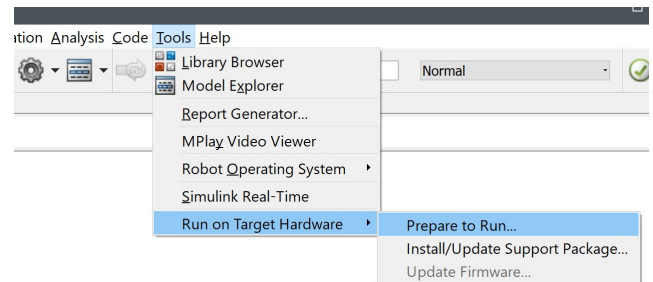 ation Analysis Code Tools Help
Library Browser
Normal
Model Explorer
Report Generator...
MPlay Video Viewer
Robot Operating System
Simulink Real-Time
Run on Target Hardware
Prepare to Run...
Install/Update Support Package...
Update Firmware...